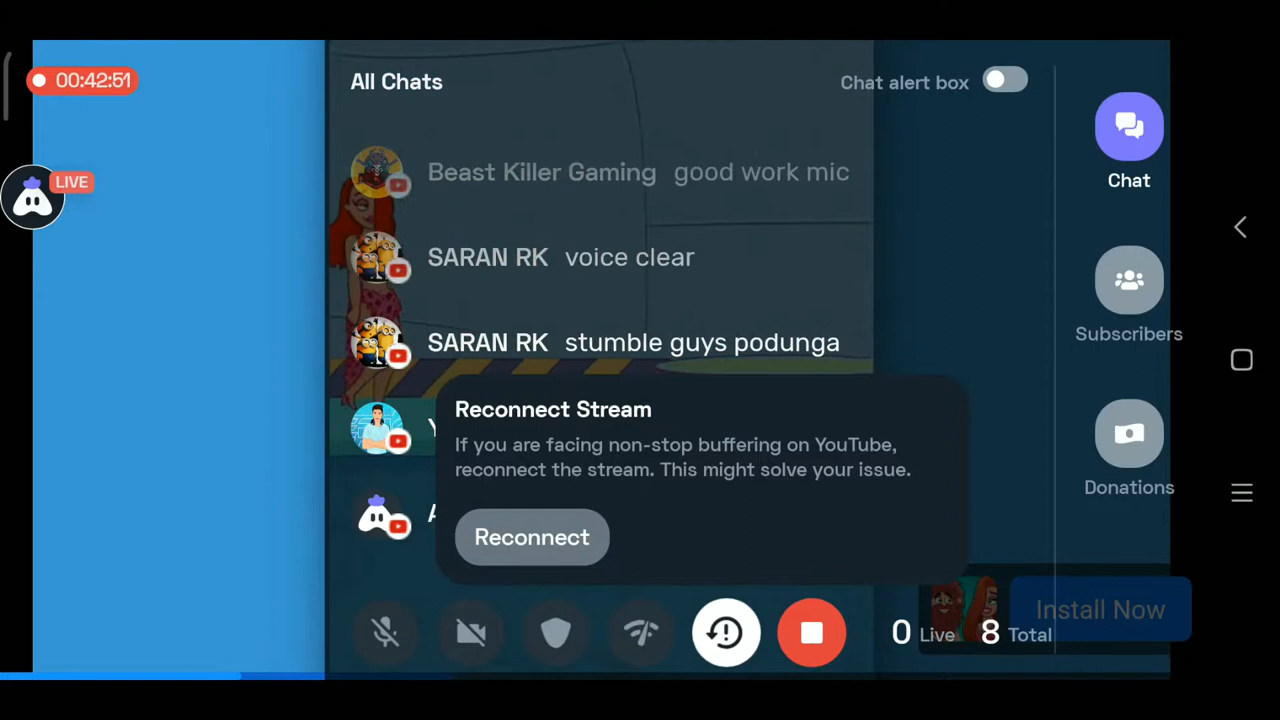 00:42:51
All Chats
Chat alert box
LIVE
Beast Killer Gaming good work mic
Chat
SARAN RK voice clear
SARAN RK stumble guys podunga
Subscribers
Y
Reconnect Stream
If you are facing non-stop buffering on YouTube,
reconnect the stream. This might solve your issue.
Donations
A
Reconnect
Install Now
0 Live 8 Total